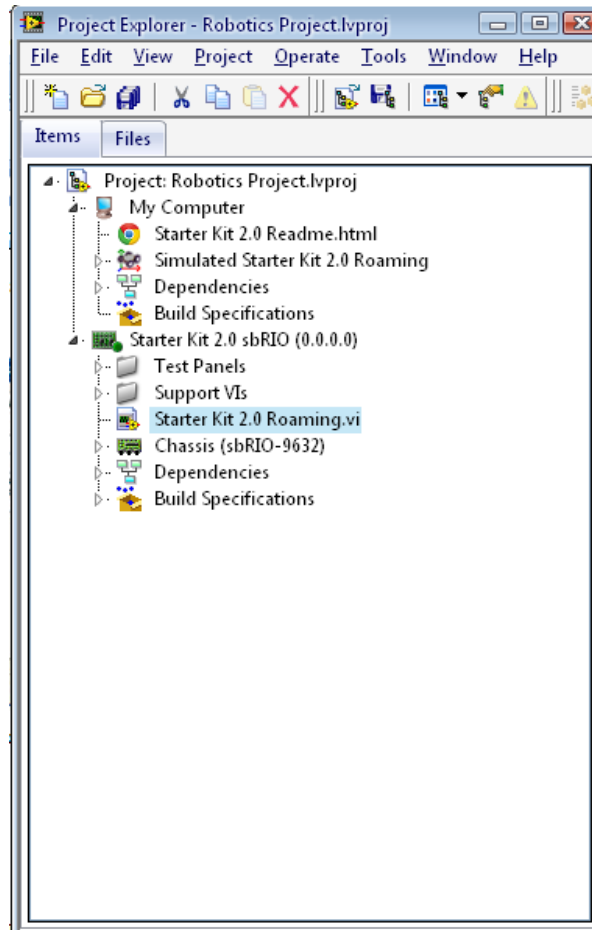 Project Explorer - Robotics Project.lvproj
File Edit View Project Operate Tools Window Help
Items Files
Project: Robotics Project.lvproj
My Computer
Starter Kit 2.0 Readme.html
Simulated Starter Kit 2.0 Roaming
Dependencies
Build Specifications
Starter Kit 2.0 sbRIO (0.0.0.0)
Test Panels
Support VIs
Starter Kit 2.0 Roaming.vi
Chassis (sbRIO-9632)
Dependencies
Build Specifications